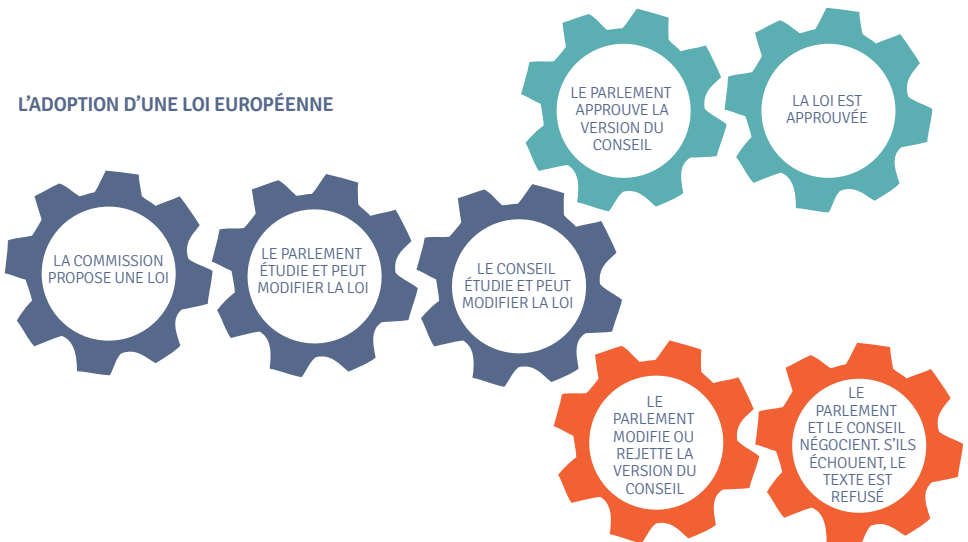 L’ADOPTION D’UNE LOI EUROPÉENNE
LA COMMISSION
PROPOSE UNE LOI
LE PARLEMENT
ÉTUDIE ET PEUT
MODIFIER LA LOI
LE CONSEIL
ÉTUDIE ET PEUT
MODIFIER LA LOI
LE PARLEMENT
APPROUVE LA
VERSION DU
CONSEIL
LA LOI EST
APPROUVÉE
LE
PARLEMENT
MODIFIE OU
REJETTE LA
VERSION DU
CONSEIL
LE
PARLEMENT
ET LE CONSEIL
NÉGOCIENT. S’ILS
ÉCHOUENT, LE
TEXTE EST
REFUSÉ